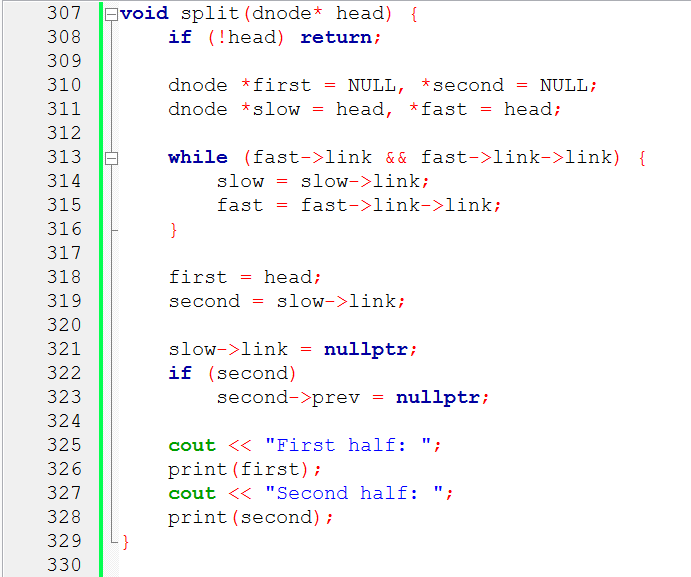 307 void split(dnode* head) {
308     if (!head) return;
309
310     dnode *first = NULL, *second = NULL;
311     dnode *slow = head, *fast = head;
312
313     while (fast->link && fast->link->link) {
314         slow = slow->link;
315         fast = fast->link->link;
316     }
317
318     first = head;
319     second = slow->link;
320
321     slow->link = nullptr;
322     if (second)
323         second->prev = nullptr;
324
325     cout << "First half: ";
326     print(first);
327     cout << "Second half: ";
328     print(second);
329 }
330